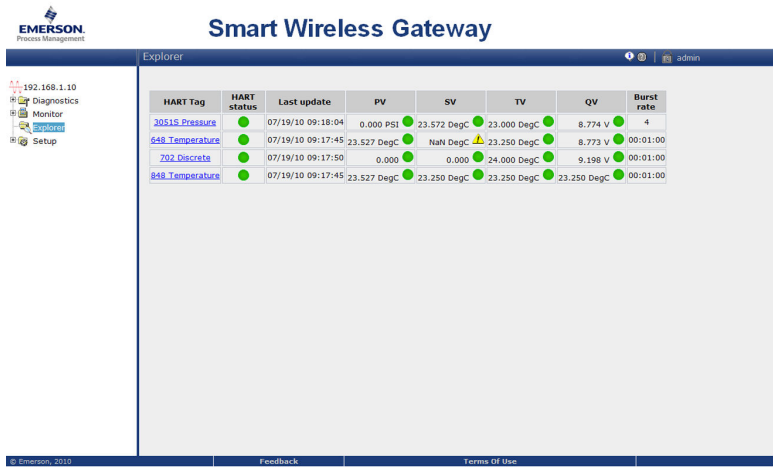 EMERSON.
Process Management
Smart Wireless Gateway
Explorer
admin
192.168.1.10
Diagnostics
Monitor
Explorer
Setup
HART Tag HART status Last update PV SV TV QV Burst rate
3051S Pressure 07/19/10 09:18:04 0.000 PSI 23.572 DegC 23.000 DegC 8.774 V 4
648 Temperature 07/19/10 09:17:45 23.527 DegC NaN DegC 23.250 DegC 8.773 V 00:01:00
702 Discrete 07/19/10 09:17:50 0.000 0.000 24.000 DegC 9.198 V 00:01:00
848 Temperature 07/19/10 09:17:45 23.527 DegC 23.250 DegC 23.250 DegC 23.250 DegC 00:01:00
© Emerson, 2010 Feedback Terms Of Use